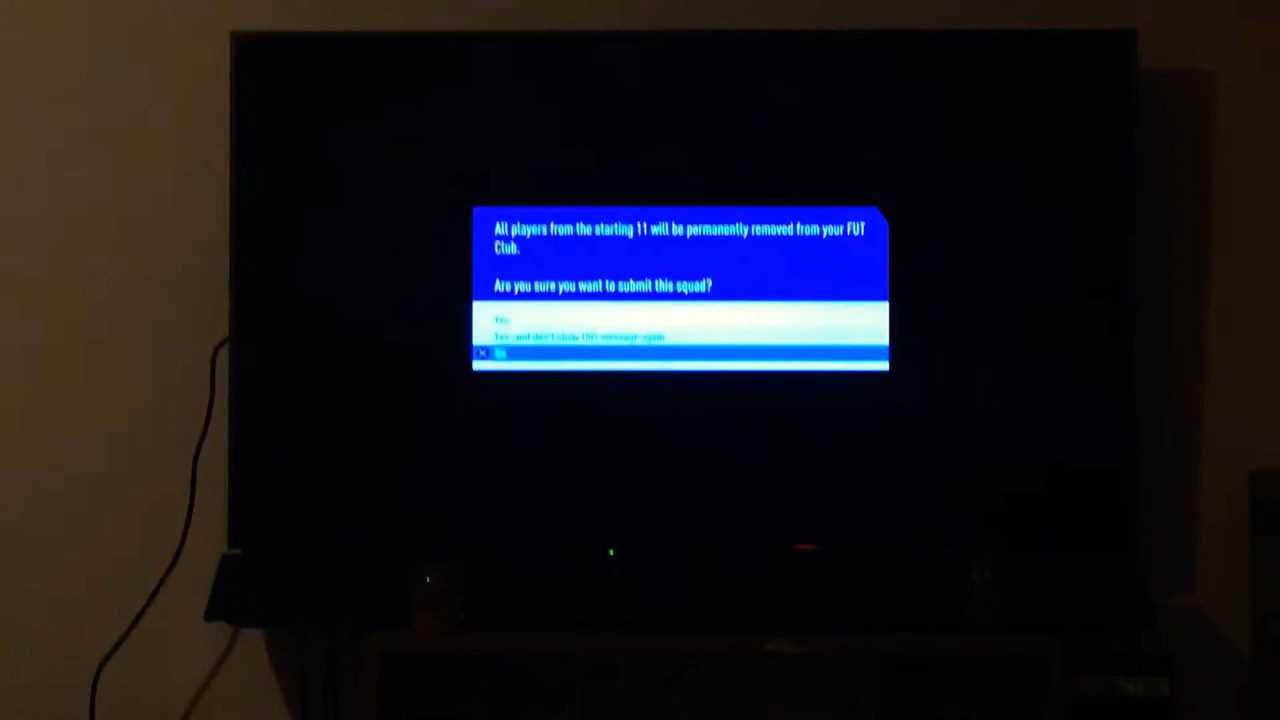 All players from the starting 11 will be permanently removed from your FUT
Club.
Are you sure you want to submit this squad?
Yes
Yes, and don't show this message again
No